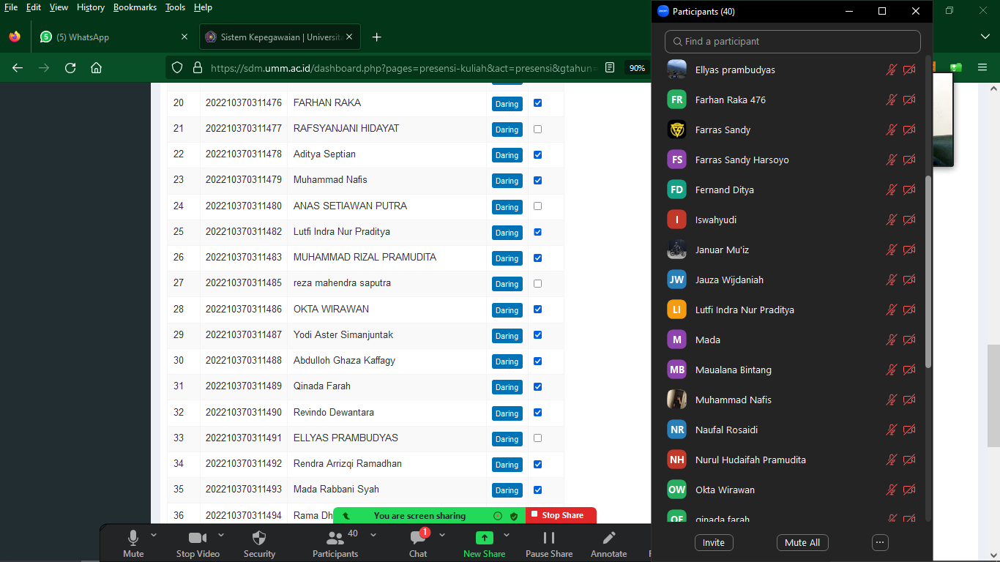 File Edit View History Bookmarks Tools Help
(5) WhatsApp
Sistem Kepegawaian | Universita
https://sdm.umm.ac.id/dashboard.php?pages=presensi-kuliah&act=presensi&gtahun=
90%
20 202210370311476 FARHAN RAKA Daring
21 202210370311477 RAFSYANJANI HIDAYAT Daring
22 202210370311478 Aditya Septian Daring
23 202210370311479 Muhammad Nafis Daring
24 202210370311480 ANAS SETIAWAN PUTRA Daring
25 202210370311482 Lutfi Indra Nur Praditya Daring
26 202210370311483 MUHAMMAD RIZAL PRAMUDITA Daring
27 202210370311485 reza mahendra saputra Daring
28 202210370311486 OKTA WIRAWAN Daring
29 202210370311487 Yodi Aster Simanjuntak Daring
30 202210370311488 Abdulloh Ghaza Kaffagy Daring
31 202210370311489 Qinada Farah Daring
32 202210370311490 Revindo Dewantara Daring
33 202210370311491 ELLYAS PRAMBUDYAS Daring
34 202210370311492 Rendra Arrizqi Ramadhan Daring
35 202210370311493 Mada Rabbani Syah Daring
36 202210370311494 Rama Dh
You are screen sharing Stop Share
Mute
Stop Video
Security
40
Participants
1
Chat
New Share
Pause Share
Annotate
Participants (40)
Find a participant
Ellyas prambudyas
FR Farhan Raka 476
Farras Sandy
FS Farras Sandy Harsoyo
FD Fernand Ditya
I Iswahyudi
Januar Mu'iz
JW Jauza Wijdaniah
LI Lutfi Indra Nur Praditya
M Mada
MB Maualana Bintang
Muhammad Nafis
NR Naufal Rosaidi
NH Nurul Hudaifah Pramudita
OW Okta Wirawan
QF qinada farah
Invite Mute All ...